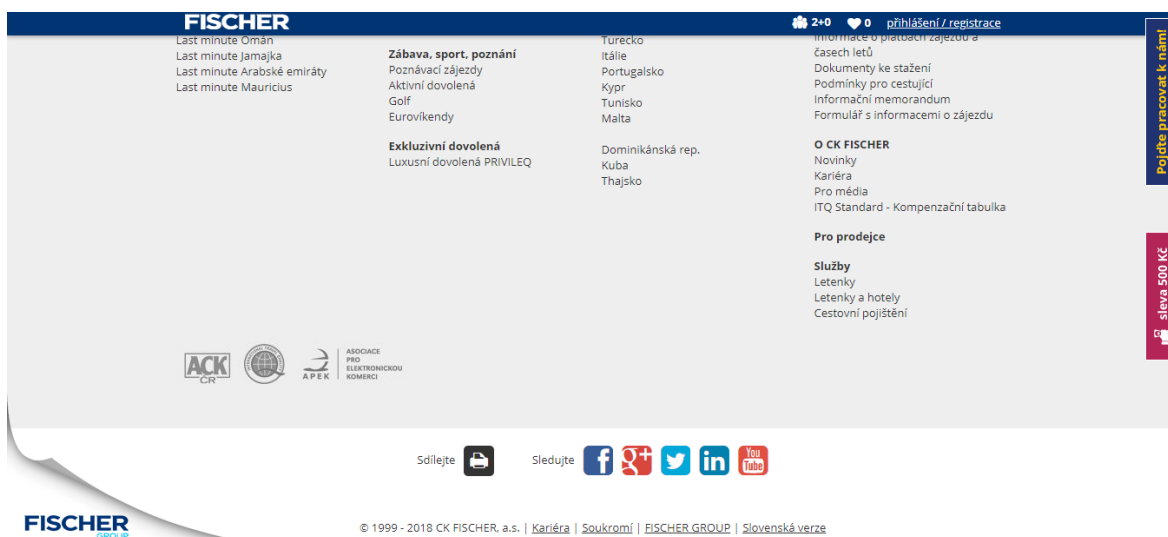 FISCHER
2+0
0
přihlášení / registrace
Last minute Omán
Last minute Jamajka
Last minute Arabské emiráty
Last minute Mauricius
Zábava, sport, poznání
Poznávací zájezdy
Aktivní dovolená
Golf
Eurovíkendy
Exkluzivní dovolená
Luxusní dovolená PRIVILEQ
Turecko
Itálie
Portugalsko
Kypr
Tunisko
Malta
Dominikánská rep.
Kuba
Thajsko
Informace o platbách zájezdů a
časech letů
Dokumenty ke stažení
Podmínky pro cestující
Informační memorandum
Formulář s informacemi o zájezdu
O CK FISCHER
Novinky
Kariéra
Pro média
ITQ Standard - Kompenzační tabulka
Pro prodejce
Služby
Letenky
Letenky a hotely
Cestovní pojištění
Pojďte pracovat k nám!
sleva 500 Kč
ACK
ČR
APEK
ASOCIACE
PRO
ELEKTRONICKOU
KOMERCI
Sdílejte
Sledujte
f
g+
in
You
Tube
FISCHER
GROUP
© 1999 - 2018 CK FISCHER, a.s. | Kariéra | Soukromí | FISCHER GROUP | Slovenská verze